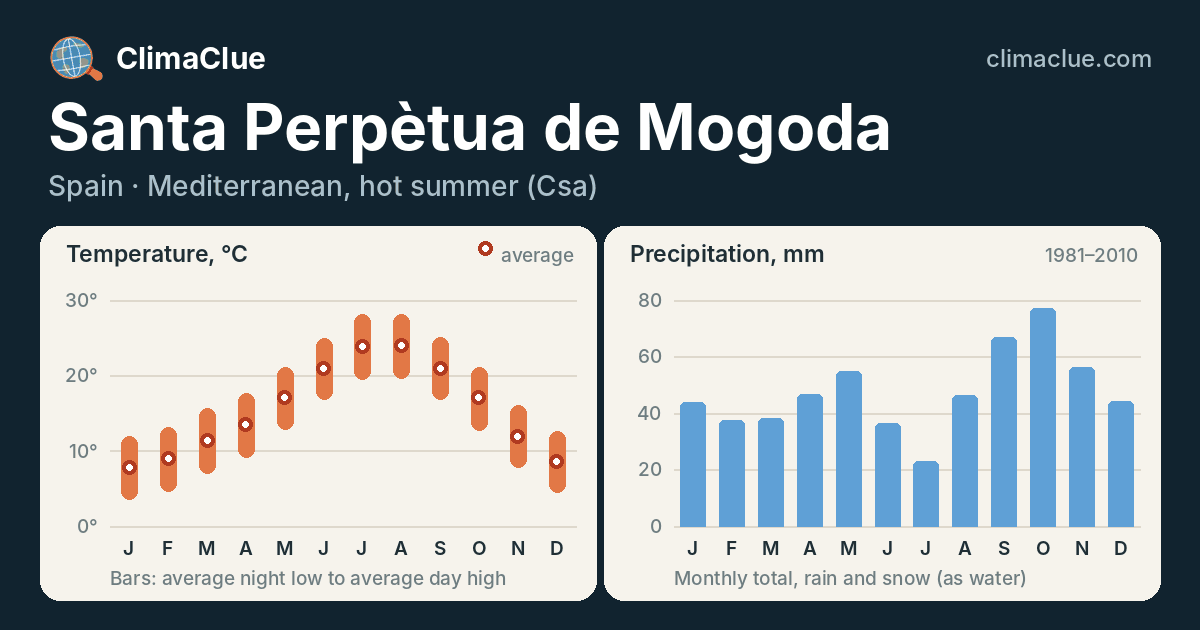 ClimaClue
climaclue.com
Santa Perpètua de Mogoda
Spain · Mediterranean, hot summer (Csa)
Temperature, °C
average
30°
20°
10°
0°
J F M A M J J A S O N D
Bars: average night low to average day high
Precipitation, mm
1981–2010
80
60
40
20
0
J F M A M J J A S O N D
Monthly total, rain and snow (as water)